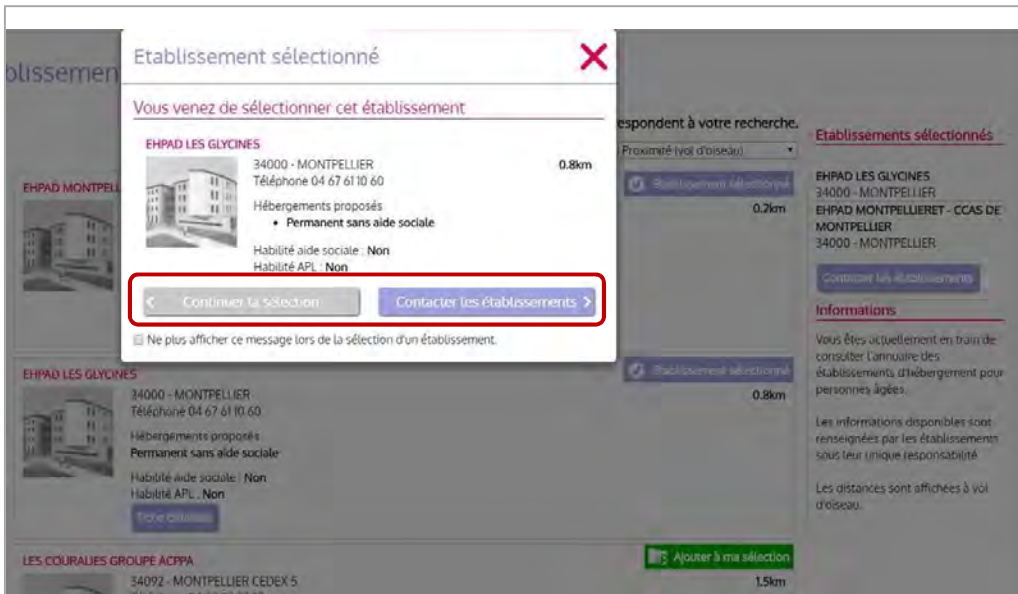 blissemen
Etablissement sélectionné
Vous venez de sélectionner cet établissement
EHPAD LES GLYCINES
34000 - MONTPELLIER
0.8km
Téléphone 04 67 61 10 60
Hébergements proposés
• Permanent sans aide sociale
Habilité aide sociale : Non
Habilité APL : Non
Continuer la sélection
Contacter les établissements
Ne plus afficher ce message lors de la sélection d'un établissement.
espondent à votre recherche.
Proximité (vol d'oiseau)
EHPAD MONTPELL
Etablissement sélectionné
0.2km
EHPAD LES GLYCINES
Etablissement sélectionné
34000 - MONTPELLIER
0.8km
Téléphone 04 67 61 10 60
Hébergements proposés
Permanent sans aide sociale
Habilité aide sociale : Non
Habilité APL : Non
Fiche détaillée
LES COURALIES GROUPE ACPPA
Ajouter à ma sélection
34092 - MONTPELLIER CEDEX 5
1.5km
Etablissements sélectionnés
EHPAD LES GLYCINES
34000 - MONTPELLIER
EHPAD MONTPELLIERET - CCAS DE
MONTPELLIER
34000 - MONTPELLIER
Contacter les établissements
Informations
Vous êtes actuellement en train de
consulter l'annuaire des
établissements d'hébergement pour
personnes âgées.
Les informations disponibles sont
renseignées par les établissements
sous leur unique responsabilité
Les distances sont affichées à vol
d'oiseau.